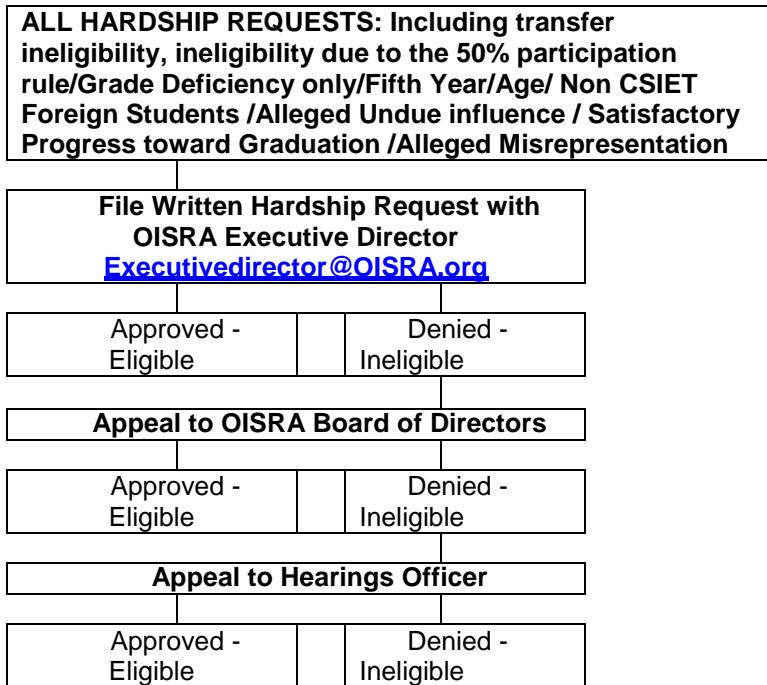 ALL HARDSHIP REQUESTS: Including transfer
ineligibility, ineligibility due to the 50% participation
rule/Grade Deficiency only/Fifth Year/Age/ Non CSIET
Foreign Students /Alleged Undue influence / Satisfactory
Progress toward Graduation /Alleged Misrepresentation
File Written Hardship Request with
OISRA Executive Director
Executivedirector@OISRA.org
Approved -
Eligible
Denied -
Ineligible
Appeal to OISRA Board of Directors
Approved -
Eligible
Denied -
Ineligible
Appeal to Hearings Officer
Approved -
Eligible
Denied -
Ineligible